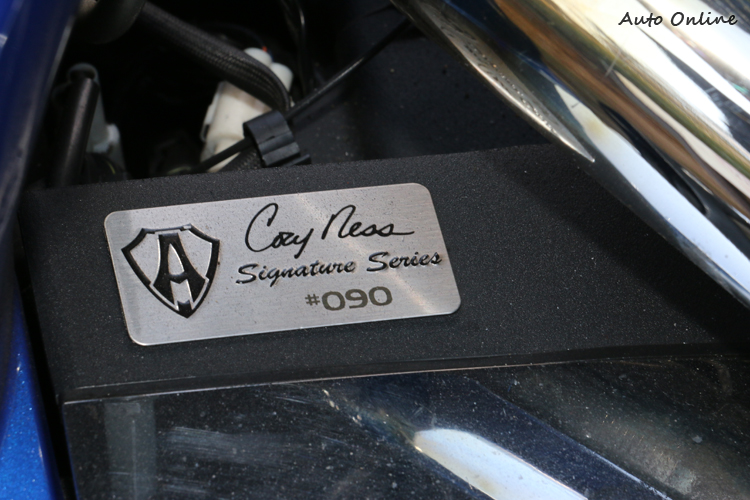 Auto Online
A
Cory Ness
Signature Series
#090